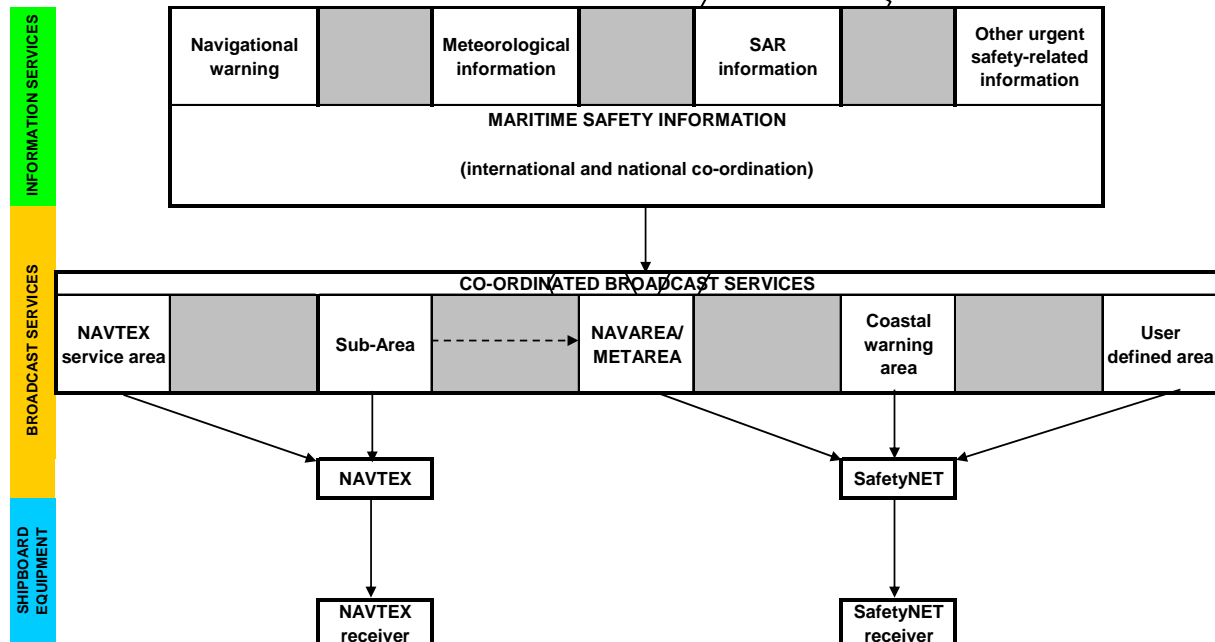 INFORMATION SERVICES
Navigational
warning
Meteorological
information
SAR
information
Other urgent
safety-related
information
MARITIME SAFETY INFORMATION
(international and national co-ordination)
BROADCAST SERVICES
CO-ORDINATED BROADCAST SERVICES
NAVTEX
service area
Sub-Area
NAVAREA/
METAREA
Coastal
warning
area
User
defined area
NAVTEX
SafetyNET
SHIPBOARD
EQUIPMENT
NAVTEX
receiver
SafetyNET
receiver